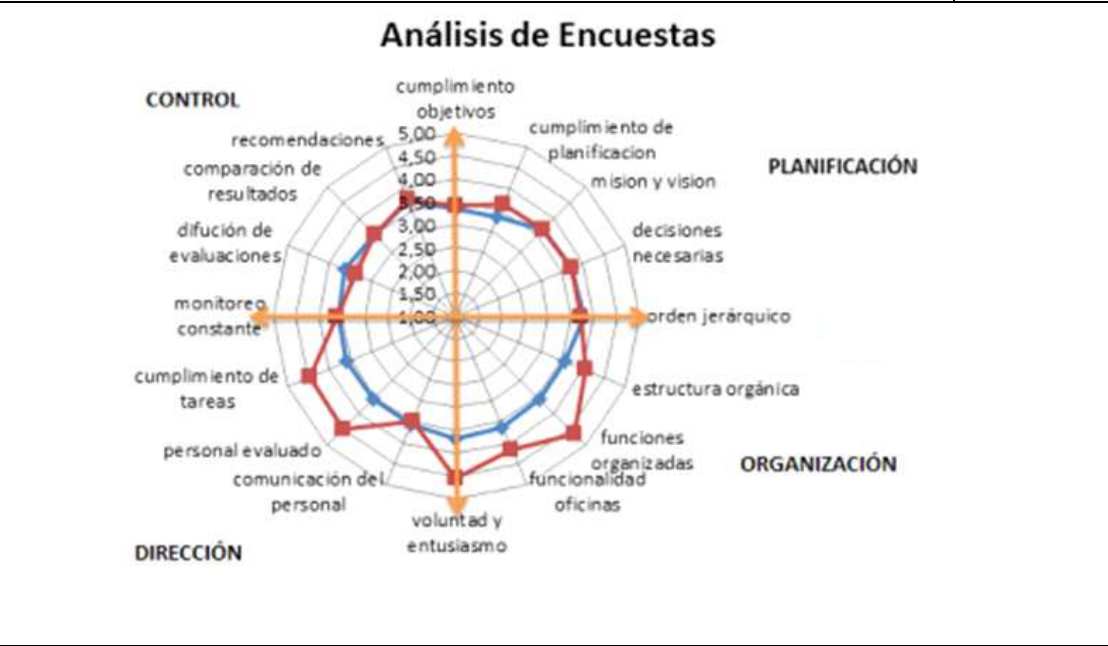 Análisis de Encuestas
CONTROL
cumplimiento
objetivos
recomendaciones
5,00
4,50
4,00
3,50
3,00
2,50
2,00
1,50
1,00
cumplimiento de
planificacion
PLANIFICACIÓN
comparación de
resultados
mision y vision
difución de
evaluaciones
decisiones
necesarias
monitoreo
constante
orden jerárquico
cumplimiento de
tareas
estructura orgánica
personal evaluado
funciones
organizadas
ORGANIZACIÓN
comunicación del
personal
funcionalidad
oficinas
voluntad y
entusiasmo
DIRECCIÓN